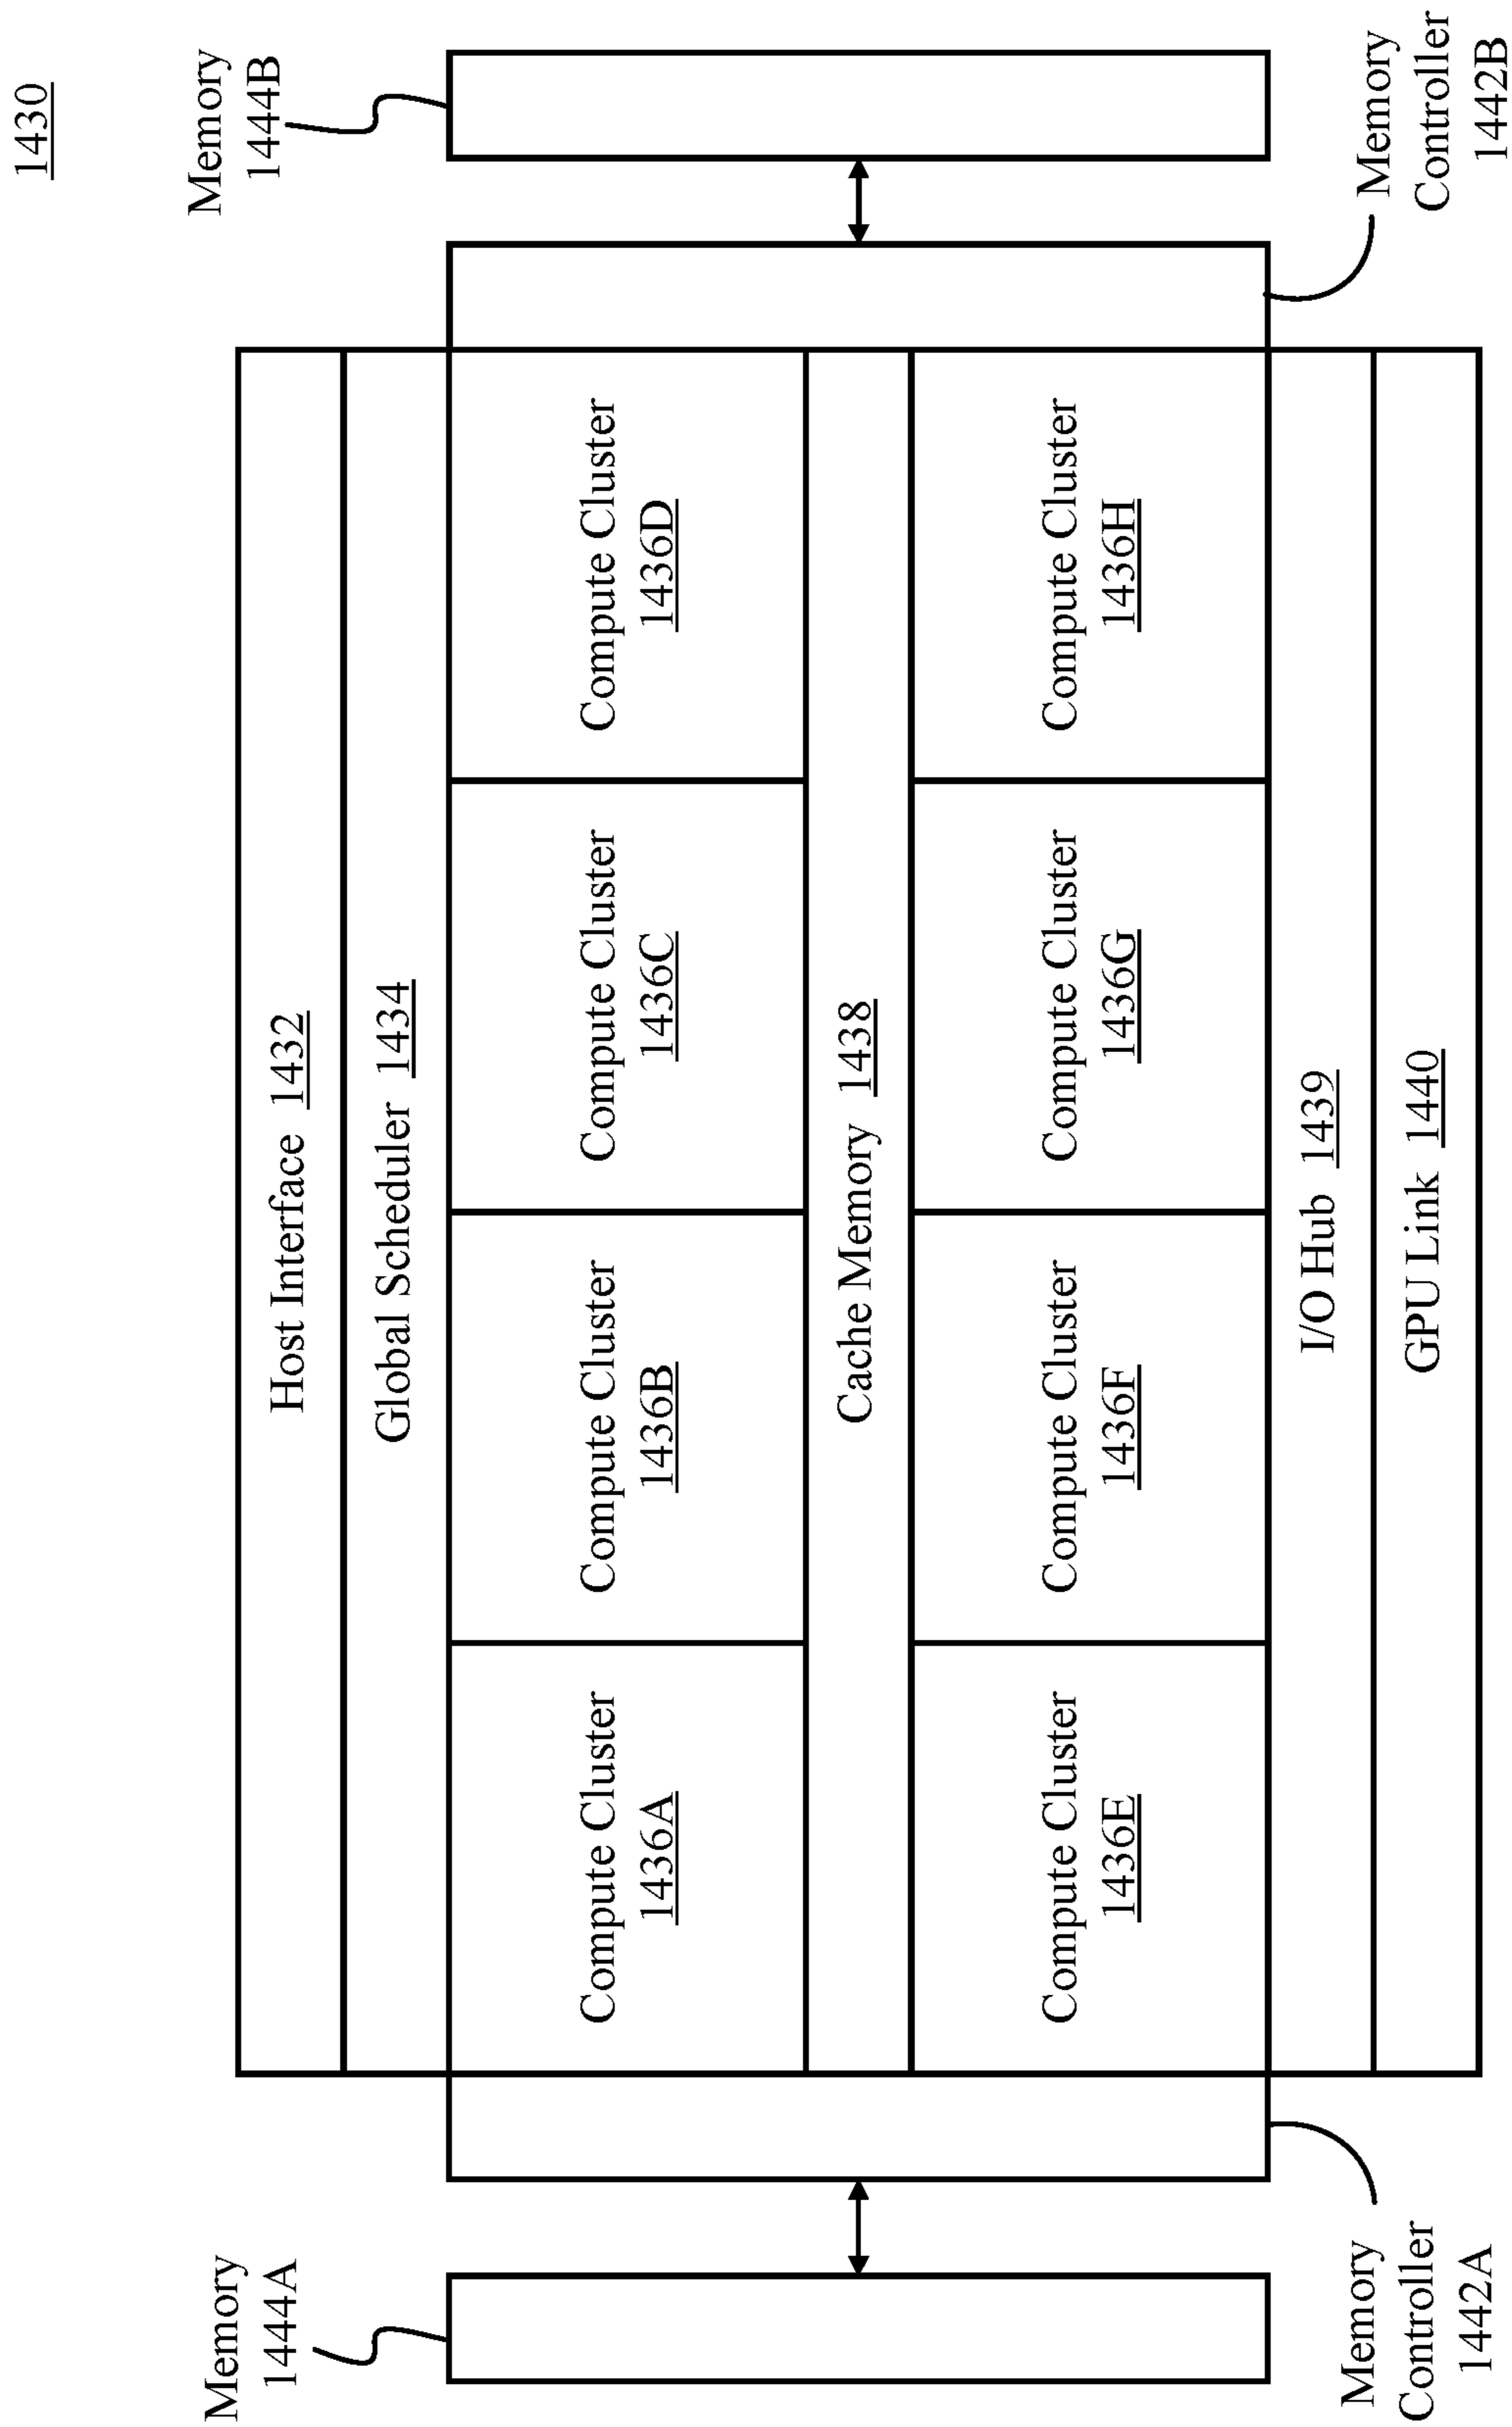 1430
Memory
1444A
Memory
1444B
Host Interface 1432
Global Scheduler 1434
Compute Cluster
1436A
Compute Cluster
1436B
Compute Cluster
1436C
Compute Cluster
1436D
Cache Memory 1438
Compute Cluster
1436E
Compute Cluster
1436F
Compute Cluster
1436G
Compute Cluster
1436H
I/O Hub 1439
GPU Link 1440
Memory
Controller
1442A
Memory
Controller
1442B